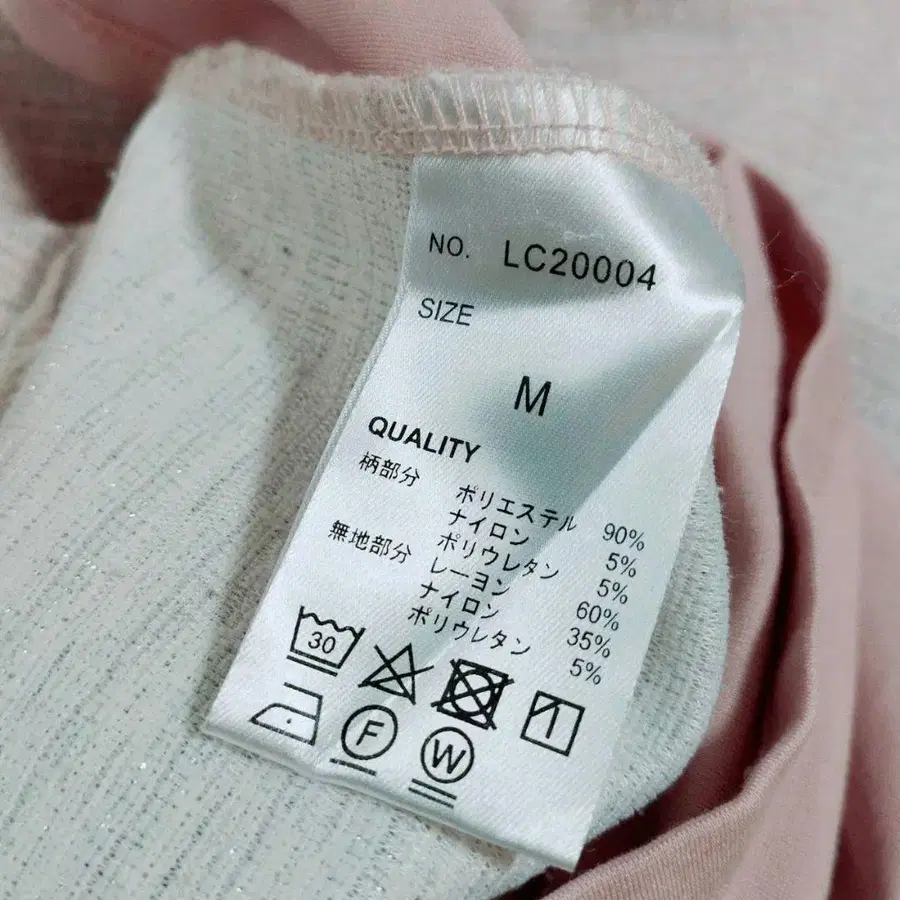 NO. LC20004
SIZE
M
QUALITY
柄部分 ポリエステル 90%
ナイロン 5%
ポリウレタン 5%
無地部分 レーヨン 60%
ナイロン 35%
ポリウレタン 5%
30
F
W